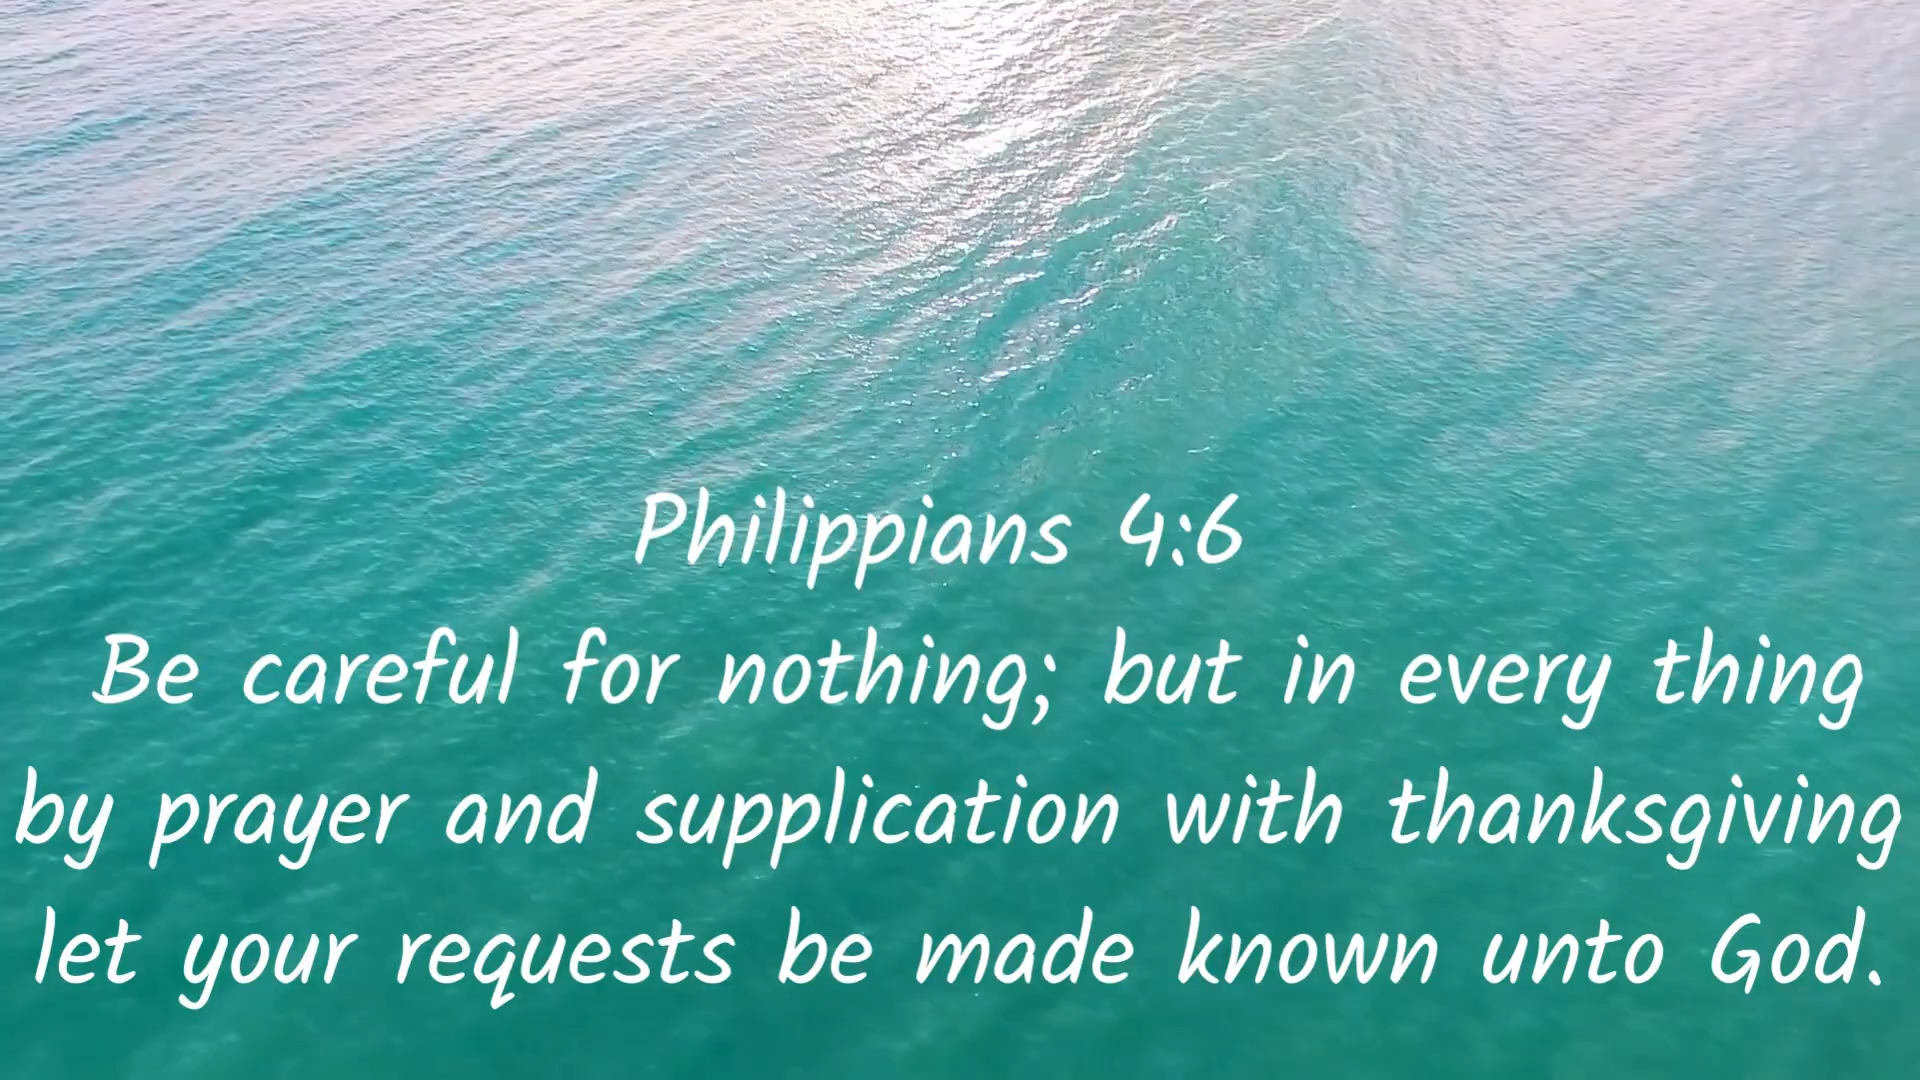 Philippians 4:6
Be careful for nothing; but in every thing
by prayer and supplication with thanksgiving
let your requests be made known unto God.